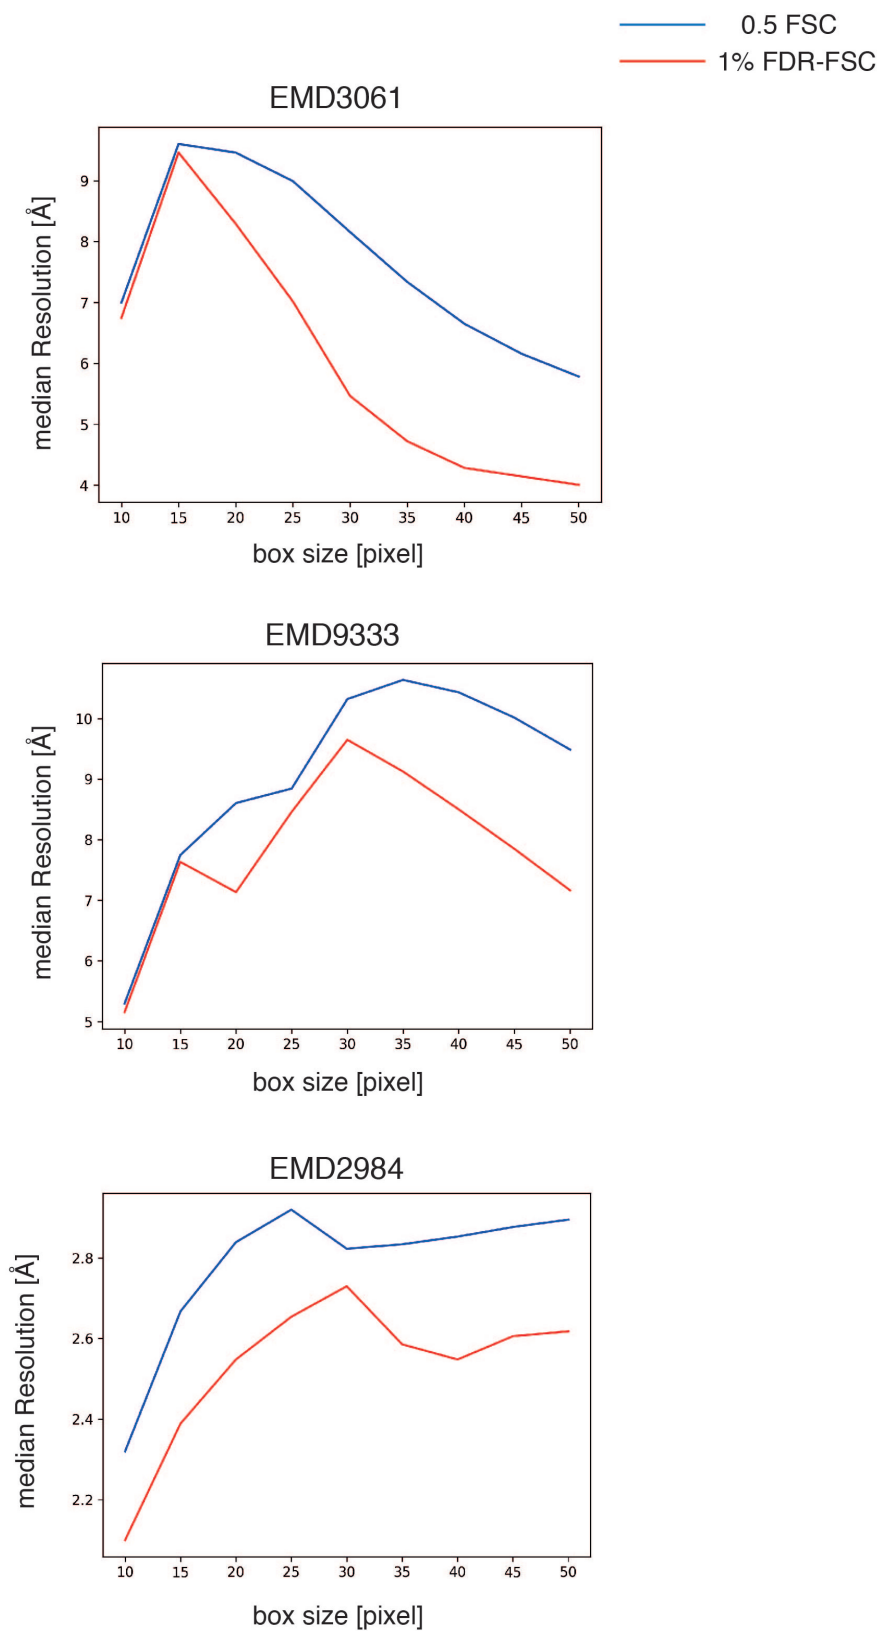 0.5 FSC
1% FDR-FSC
EMD3061
median Resolution [Å]
9
8
7
6
5
4
10 15 20 25 30 35 40 45 50
box size [pixel]
EMD9333
median Resolution [Å]
10
9
8
7
6
5
10 15 20 25 30 35 40 45 50
box size [pixel]
EMD2984
median Resolution [Å]
2.8
2.6
2.4
2.2
10 15 20 25 30 35 40 45 50
box size [pixel]